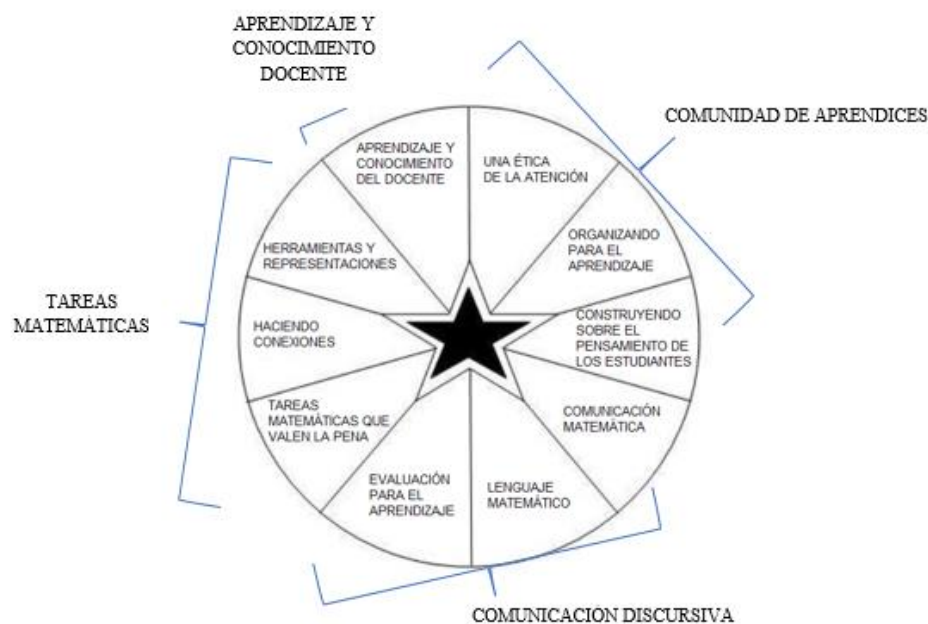 APRENDIZAJE Y
CONOCIMIENTO
DOCENTE
COMUNIDAD DE APRENDICES
APRENDIZAJE Y
CONOCIMIENTO
DEL DOCENTE
UNA ÉTICA
DE LA ATENCIÓN
ORGANIZANDO
PARA EL
APRENDIZAJE
HERRAMIENTAS Y
REPRESENTACIONES
TAREAS
MATEMÁTICAS
HACIENDO
CONEXIONES
CONSTRUYENDO
SOBRE EL
PENSAMIENTO DE
LOS ESTUDIANTES
TAREAS
MATEMÁTICAS QUE
VALEN LA PENA
COMUNICACIÓN
MATEMÁTICA
EVALUACIÓN
PARA EL
APRENDIZAJE
LENGUAJE
MATEMÁTICO
COMUNICACIÓN DISCURSIVA